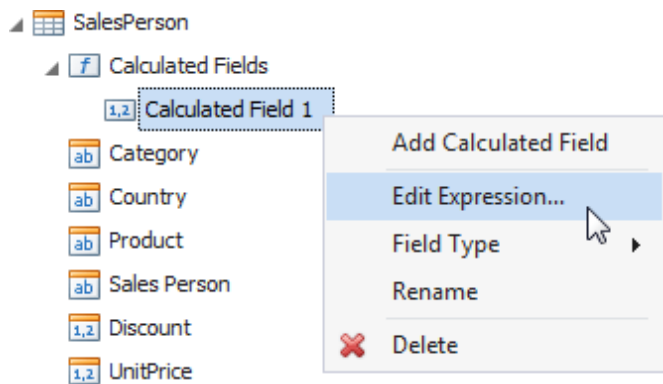 SalesPerson
f Calculated Fields
1,2 Calculated Field 1
ab Category
ab Country
ab Product
ab Sales Person
1,2 Discount
1,2 UnitPrice
Add Calculated Field
Edit Expression...
Field Type
Rename
Delete